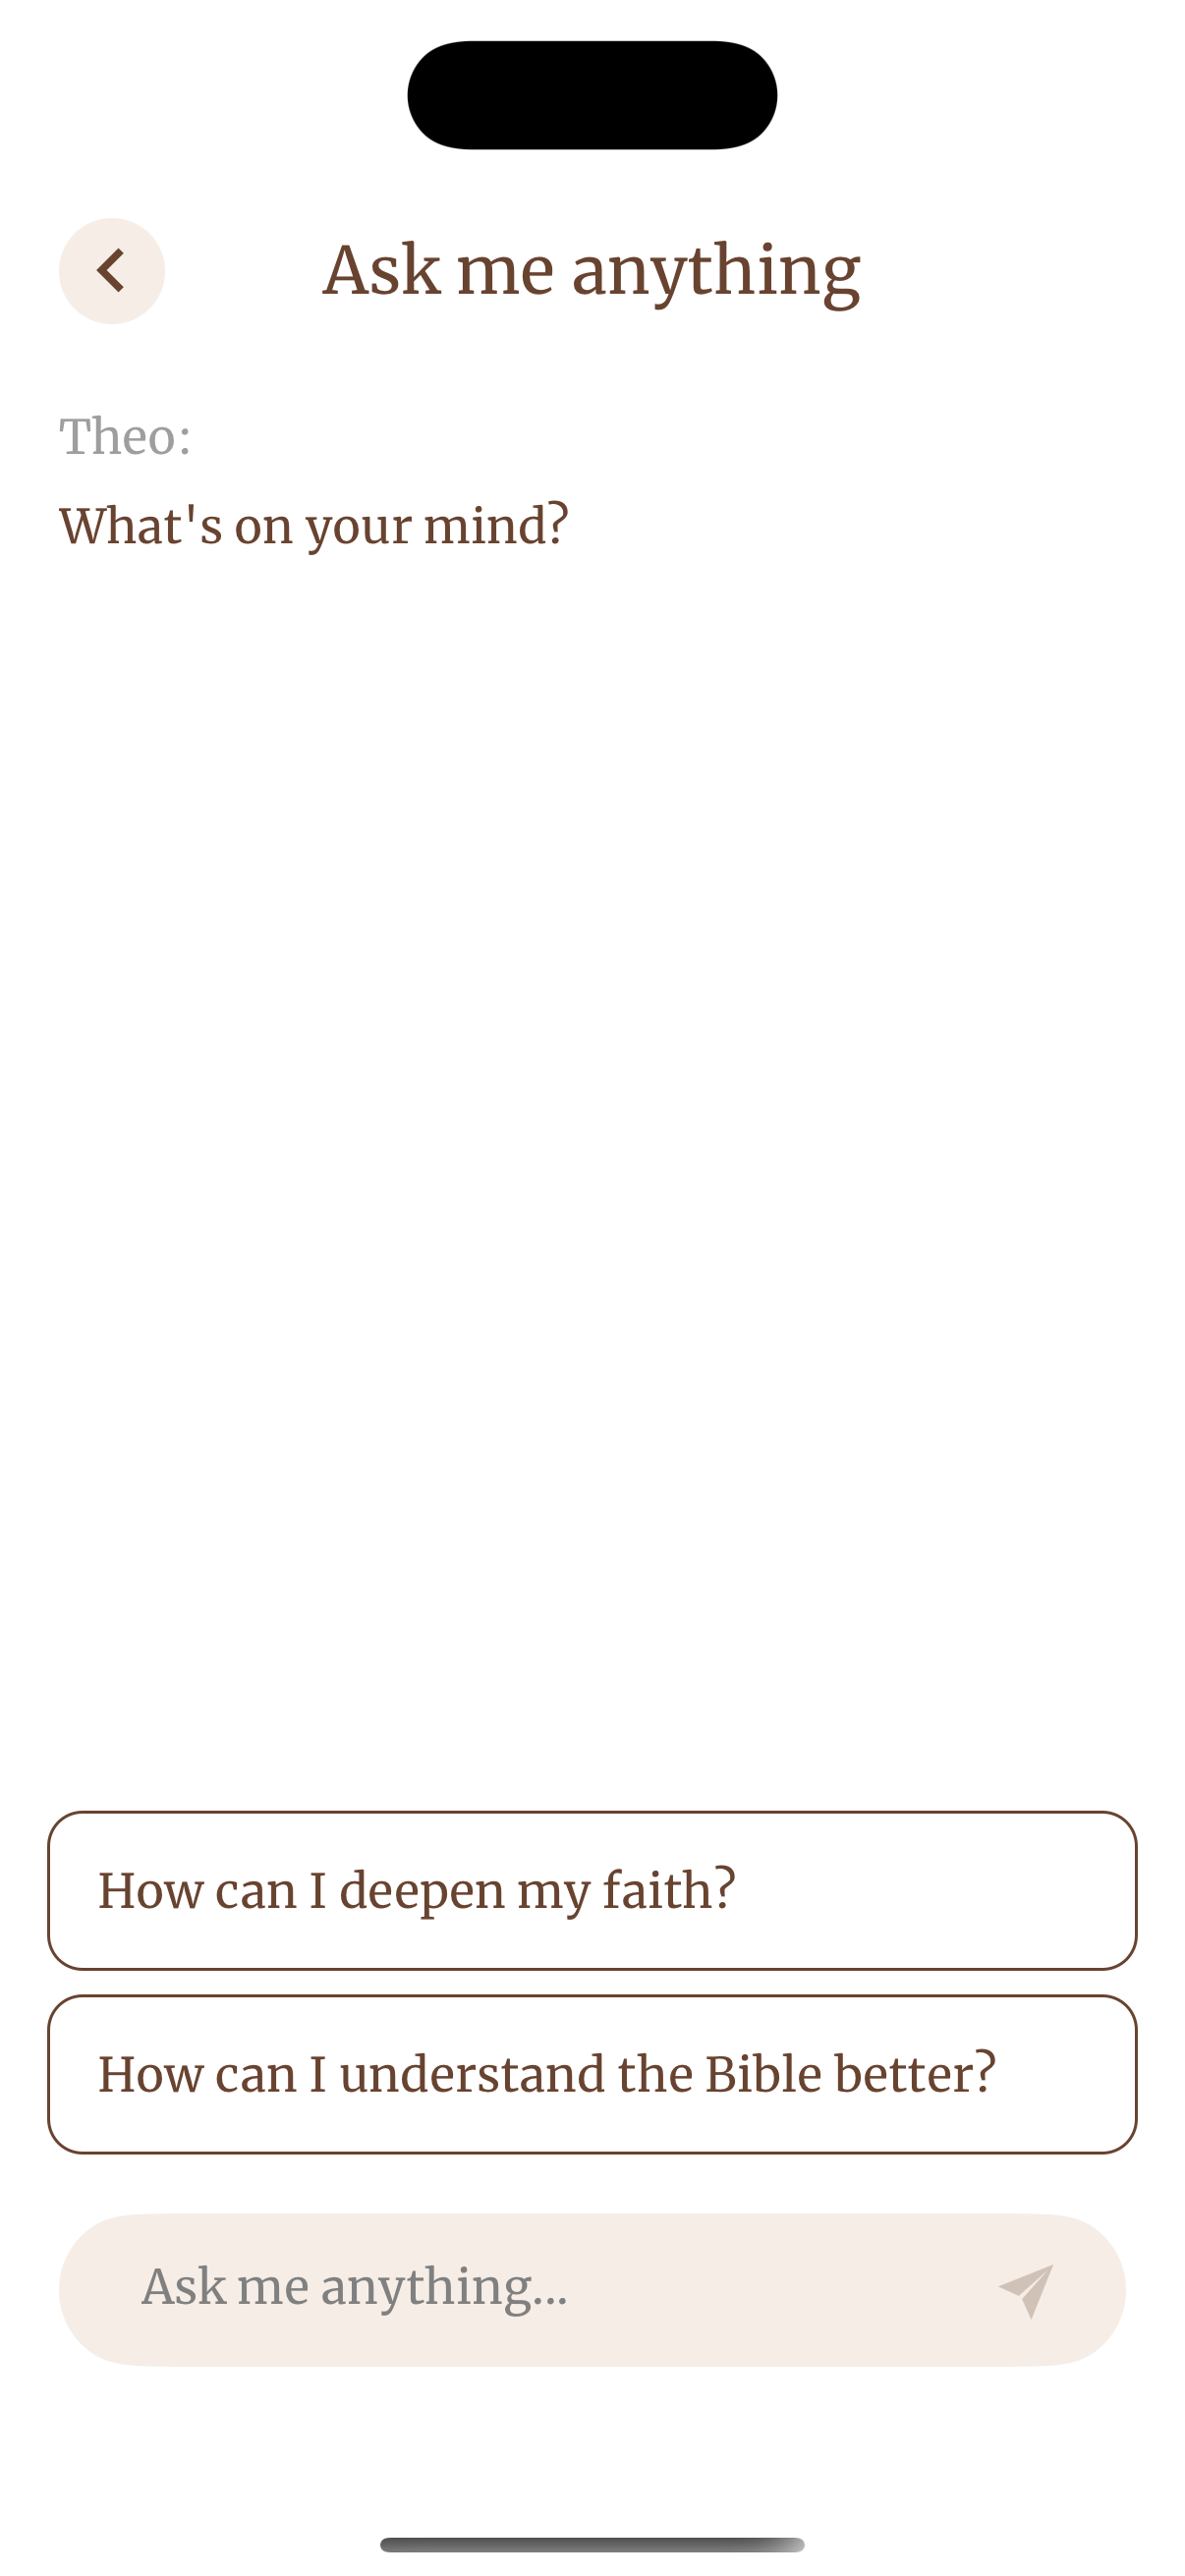 Ask me anything
Theo:
What's on your mind?
How can I deepen my faith?
How can I understand the Bible better?
Ask me anything...